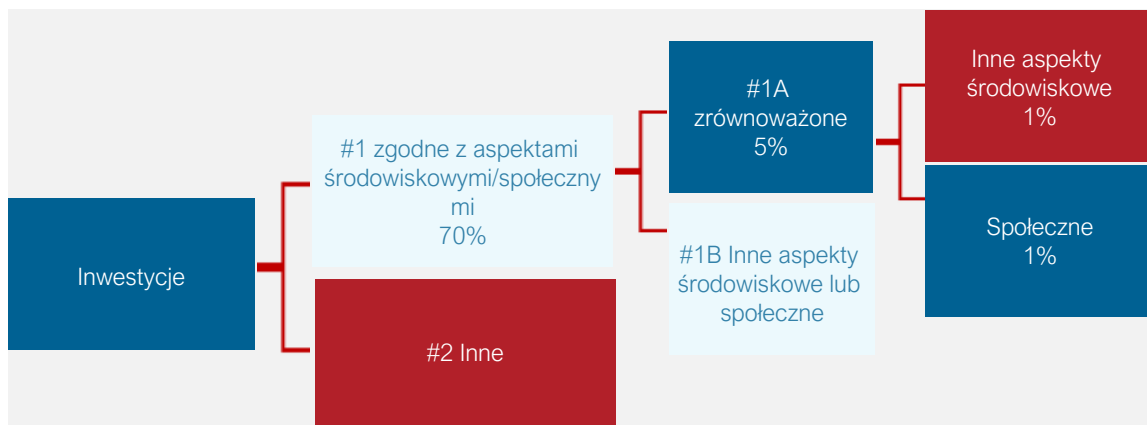 Inwestycje
#1 zgodne z aspektami
środowiskowymi/społeczny
mi
70%
#2 Inne
#1A
zrównoważone
5%
#1B Inne aspekty
środowiskowe lub
społeczne
Inne aspekty
środowiskowe
1%
Społeczne
1%